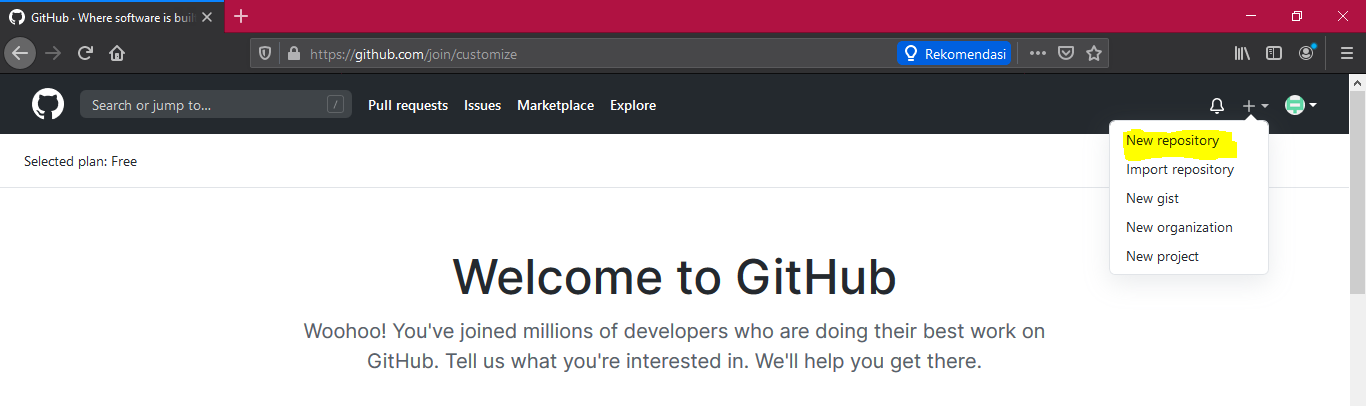 GitHub · Where software is buil
https://github.com/join/customize
Rekomendasi
Search or jump to...
/
Pull requests
Issues
Marketplace
Explore
Selected plan: Free
New repository
Import repository
New gist
New organization
New project
Welcome to GitHub
Woohoo! You've joined millions of developers who are doing their best work on
GitHub. Tell us what you're interested in. We'll help you get there.